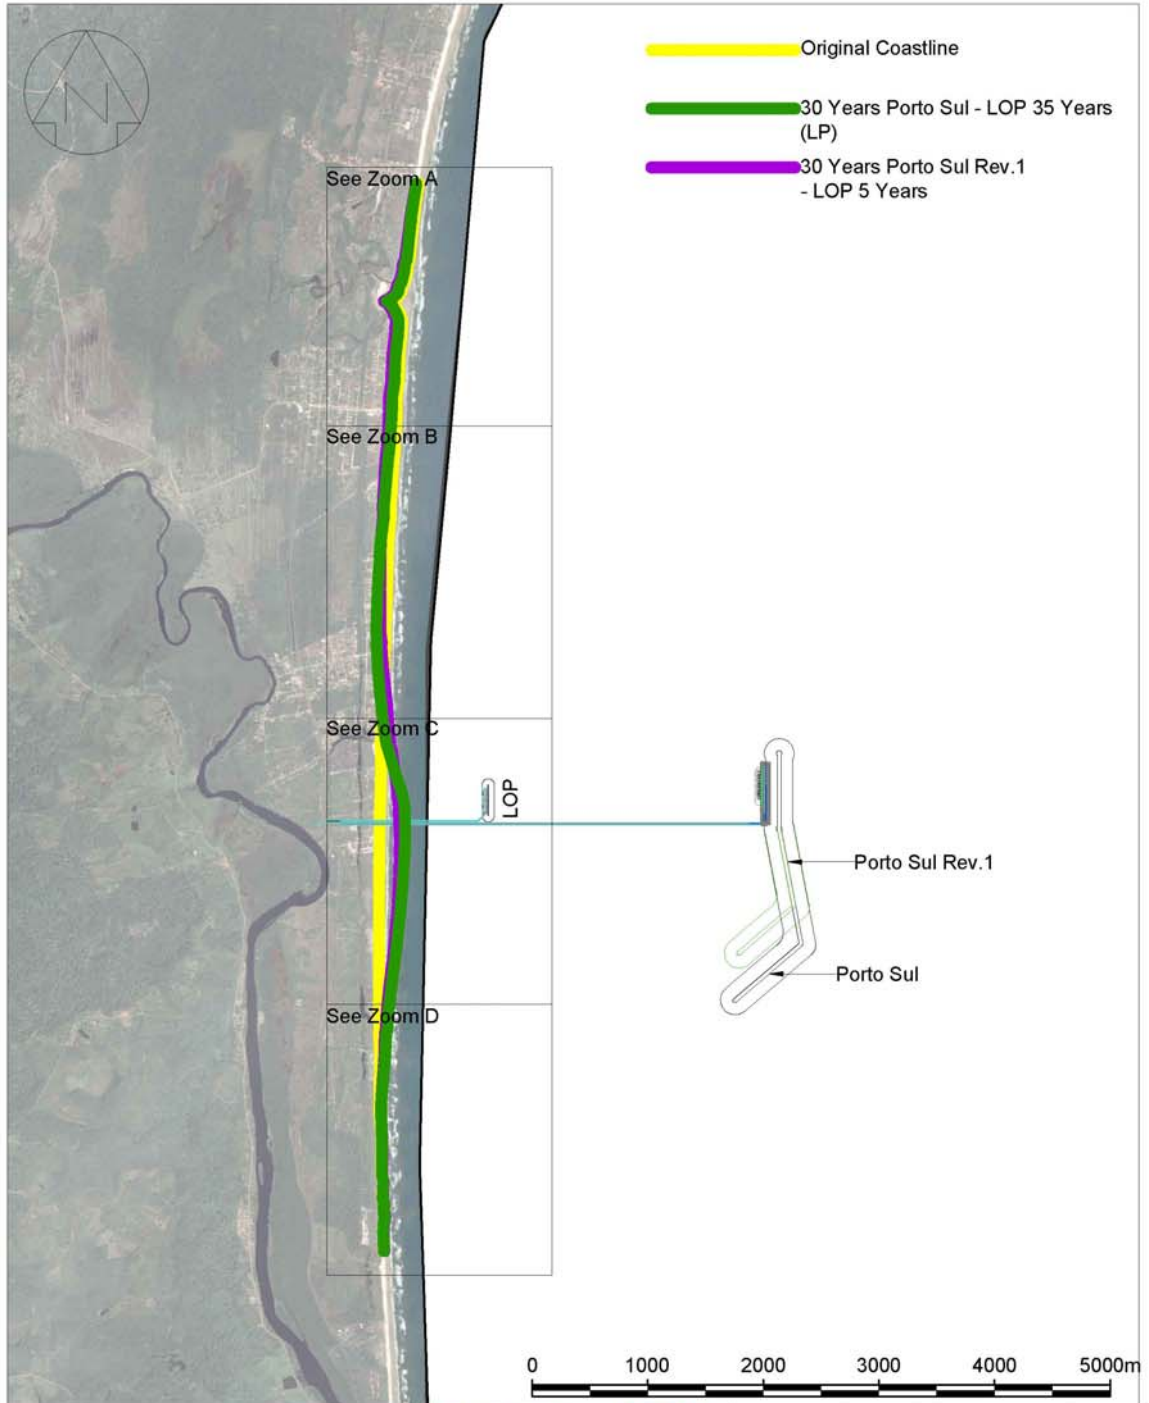 N
Original Coastline
30 Years Porto Sul - LOP 35 Years
(LP)
30 Years Porto Sul Rev.1
- LOP 5 Years
See Zoom A
See Zoom B
See Zoom C
LOP
Porto Sul Rev.1
Porto Sul
See Zoom D
0 1000 2000 3000 4000 5000m